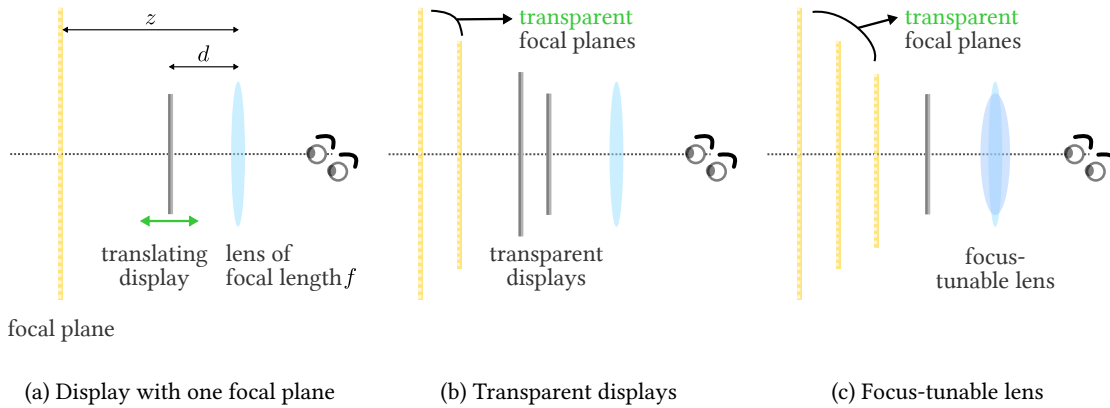 z
d
translating
display
lens of
focal length f
focal plane
(a) Display with one focal plane
transparent
focal planes
transparent
displays
(b) Transparent displays
transparent
focal planes
focus-
tunable lens
(c) Focus-tunable lens